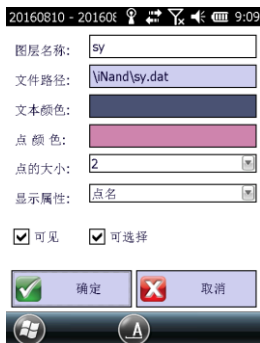 20160810 - 201608 9:09
图层名称: sy
文件路径: \iNand\sy.dat
文本颜色:
点 颜 色:
点的大小: 2
显示属性: 点名
可见 可选择
确定 取消
A